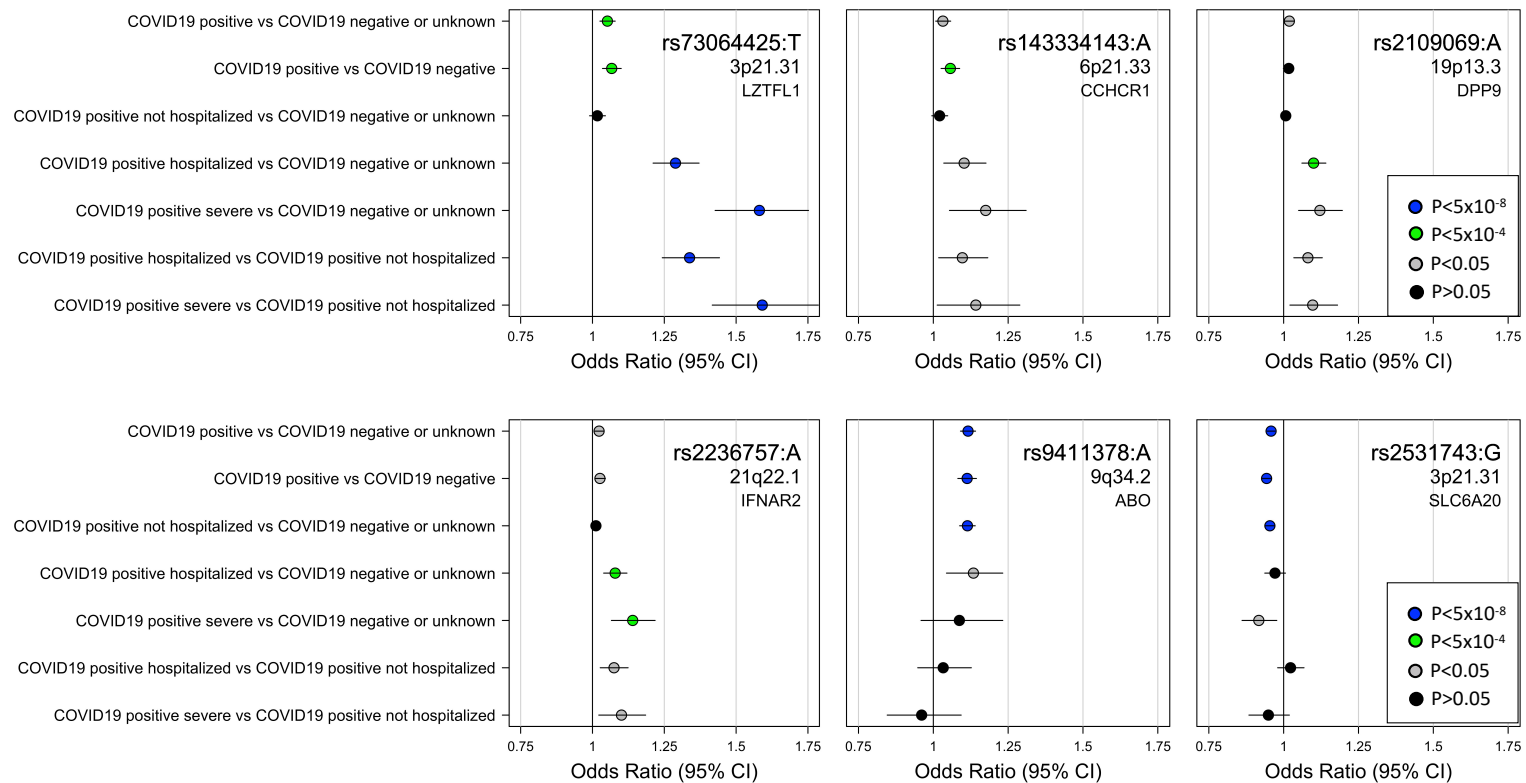 COVID19 positive vs COVID19 negative or unknown
COVID19 positive vs COVID19 negative
COVID19 positive not hospitalized vs COVID19 negative or unknown
COVID19 positive hospitalized vs COVID19 negative or unknown
COVID19 positive severe vs COVID19 negative or unknown
COVID19 positive hospitalized vs COVID19 positive not hospitalized
COVID19 positive severe vs COVID19 positive not hospitalized
rs73064425:T
3p21.31
LZTFL1
0.75 1 1.25 1.5 1.75
Odds Ratio (95% CI)
rs143334143:A
6p21.33
CCHCR1
0.75 1 1.25 1.5 1.75
Odds Ratio (95% CI)
rs2109069:A
19p13.3
DPP9
P<5x10⁻⁸
P<5x10⁻⁴
P<0.05
P>0.05
0.75 1 1.25 1.5 1.75
Odds Ratio (95% CI)
COVID19 positive vs COVID19 negative or unknown
COVID19 positive vs COVID19 negative
COVID19 positive not hospitalized vs COVID19 negative or unknown
COVID19 positive hospitalized vs COVID19 negative or unknown
COVID19 positive severe vs COVID19 negative or unknown
COVID19 positive hospitalized vs COVID19 positive not hospitalized
COVID19 positive severe vs COVID19 positive not hospitalized
rs2236757:A
21q22.1
IFNAR2
0.75 1 1.25 1.5 1.75
Odds Ratio (95% CI)
rs9411378:A
9q34.2
ABO
0.75 1 1.25 1.5 1.75
Odds Ratio (95% CI)
rs2531743:G
3p21.31
SLC6A20
P<5x10⁻⁸
P<5x10⁻⁴
P<0.05
P>0.05
0.75 1 1.25 1.5 1.75
Odds Ratio (95% CI)